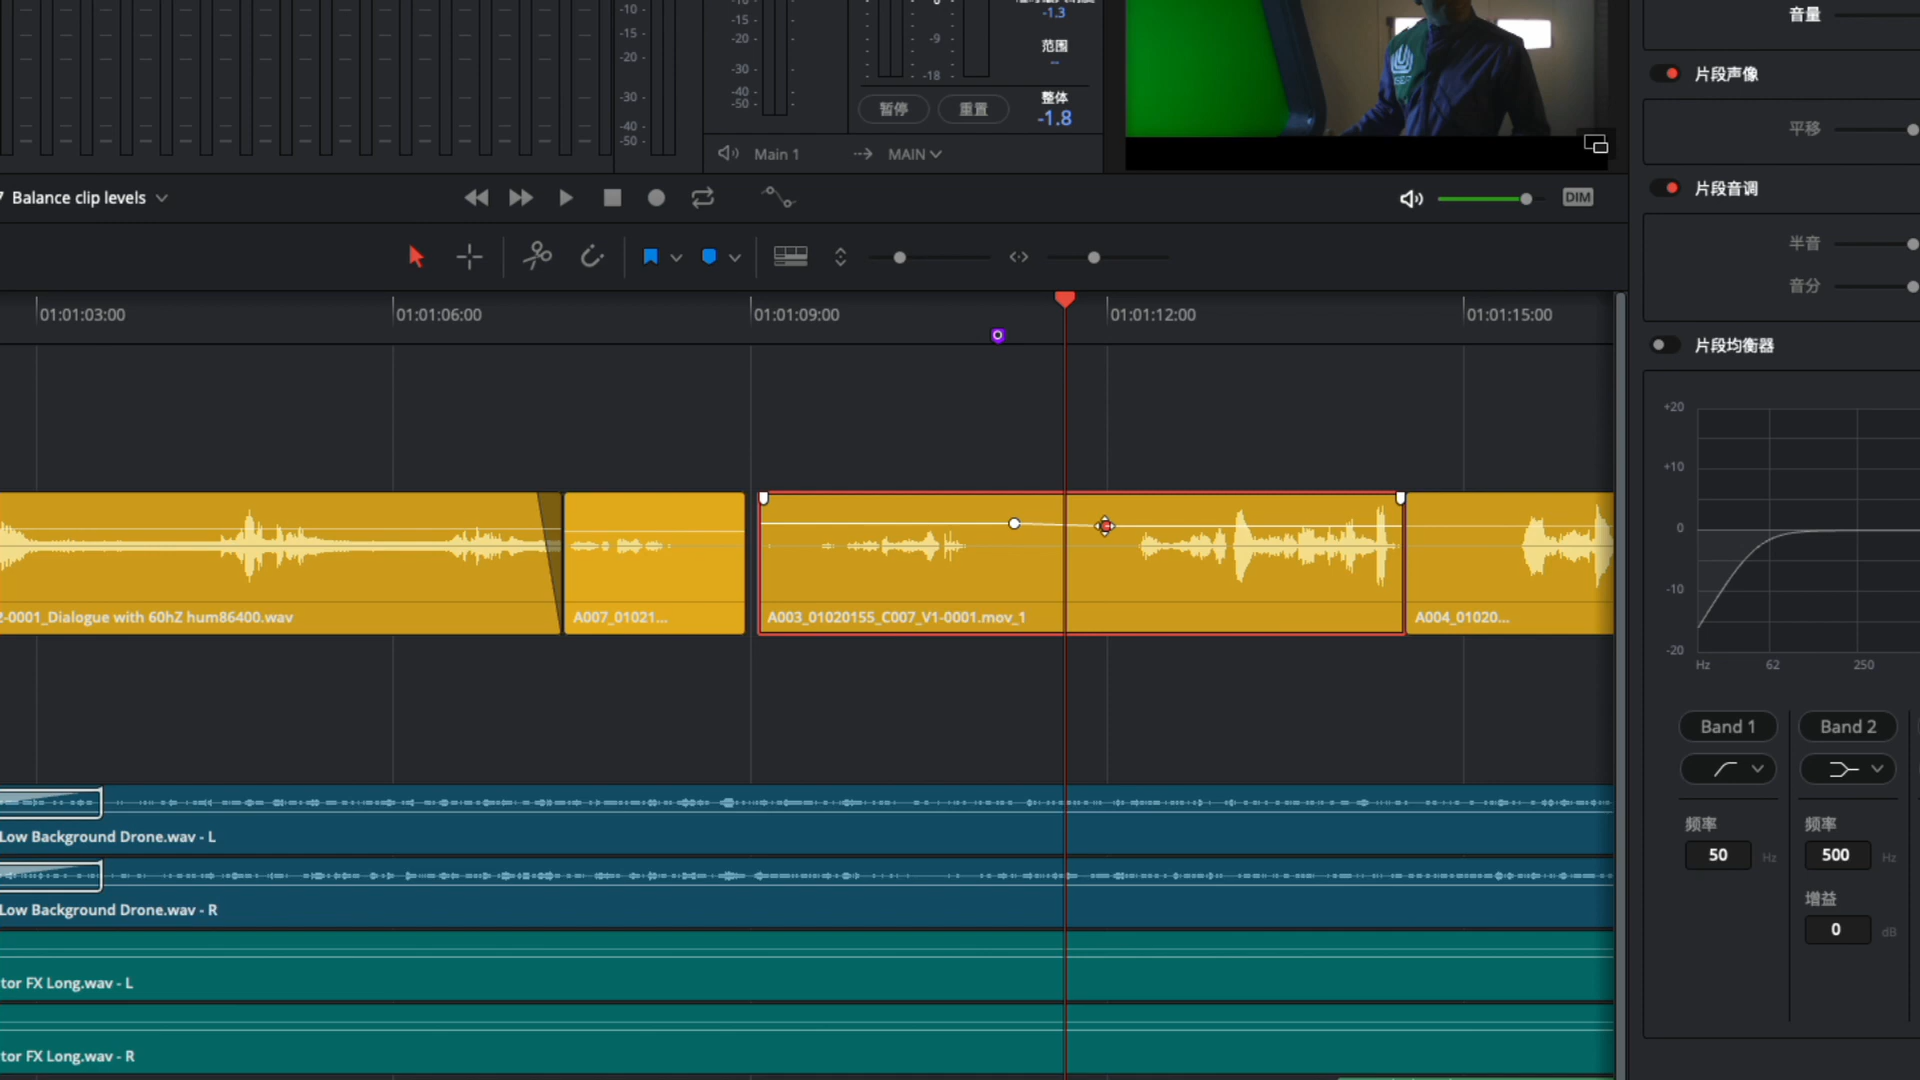 -10
-15
-20
-30
-40
-50
-10
-15
-20
-30
-40
-50
0
-9
-18
-1.3
范围
--
整体
-1.8
暂停
重置
Main 1
MAIN
音量
片段声像
平移
片段音调
半音
音分
片段均衡器
Balance clip levels
DIM
01:01:03:00
01:01:06:00
01:01:09:00
01:01:12:00
01:01:15:00
2-0001_Dialogue with 60hZ hum86400.wav
A007_01021...
A003_01020155_C007_V1-0001.mov_1
A004_01020...
Low Background Drone.wav - L
Low Background Drone.wav - R
tor FX Long.wav - L
tor FX Long.wav - R
+20
+10
0
-10
-20
Hz
62
250
Band 1
Band 2
频率
频率
50
Hz
500
Hz
增益
0
dB